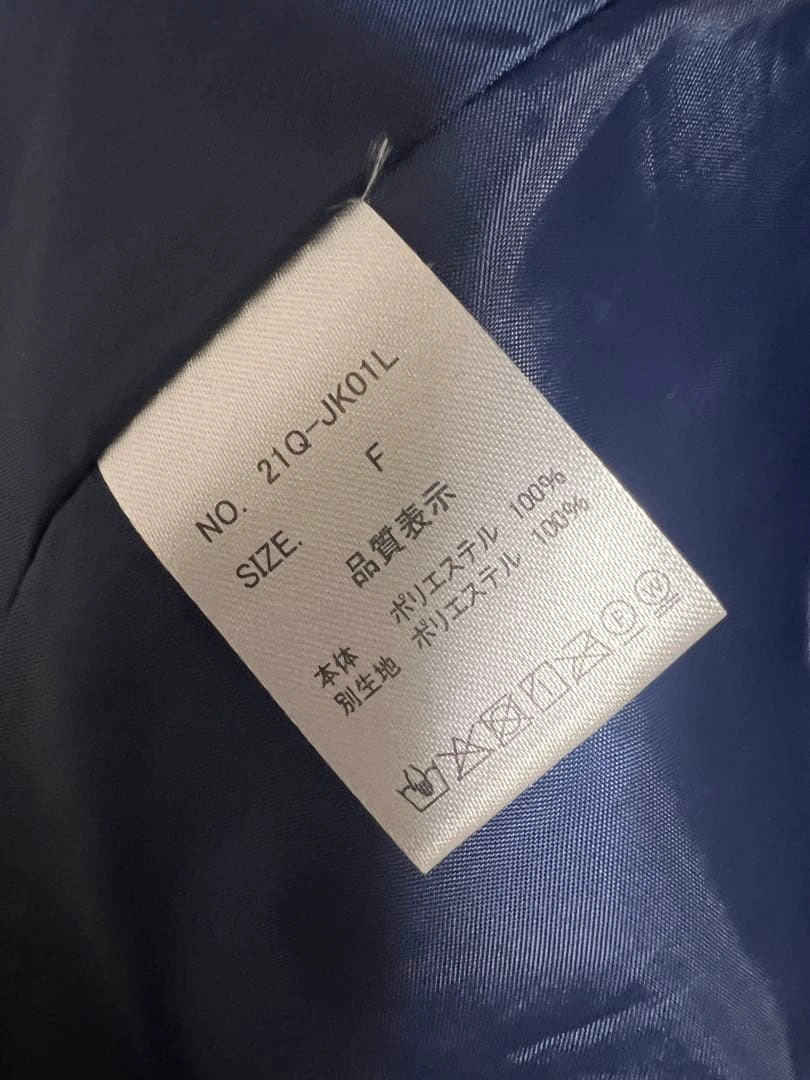 NO. 21Q-JK01L
SIZE. F
品質表示
本体 ポリエステル 100%
別生地 ポリエステル 100%
F W